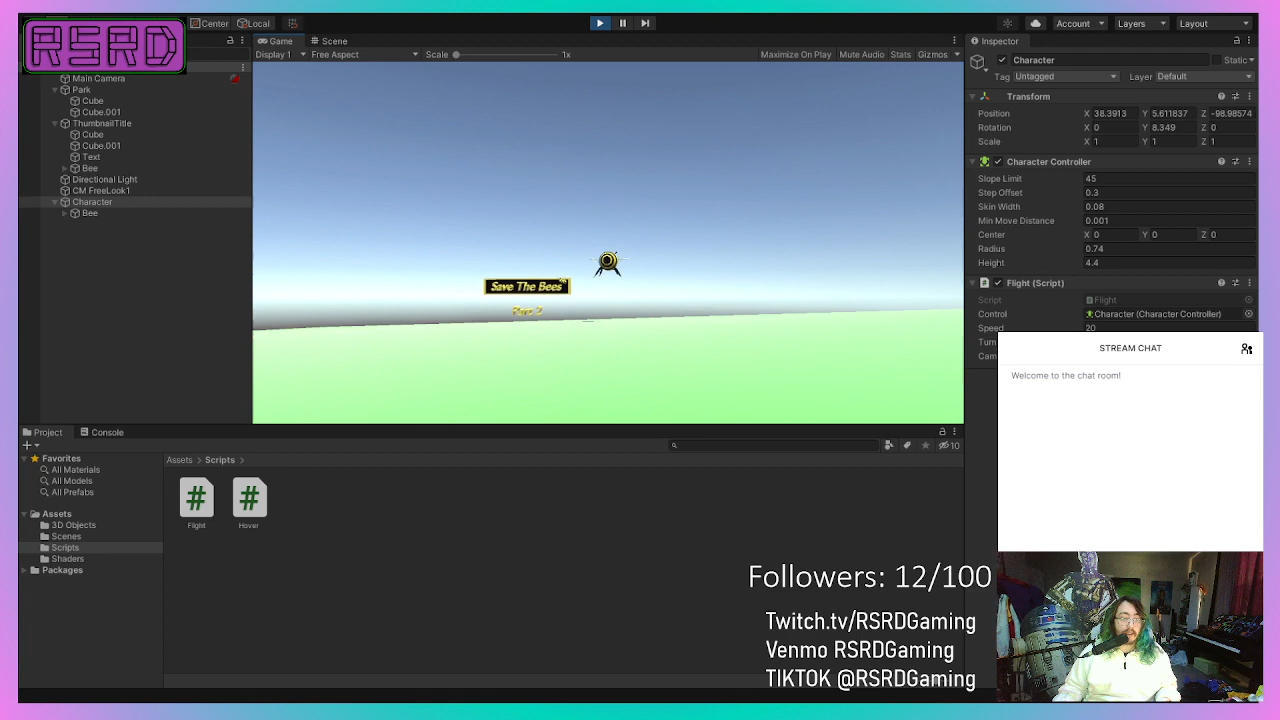 RSRD
Center
Local
Account
Layers
Layout
Game
Scene
Display 1
Free Aspect
Scale
1x
Maximize On Play
Mute Audio
Stats
Gizmos
Main Camera
Park
Cube
Cube.001
ThumbnailTitle
Cube
Cube.001
Text
Bee
Directional Light
CM FreeLook1
Character
Bee
Save The Bees
Inspector
Character
Static
Tag
Untagged
Layer
Default
Transform
Position X 38.3913 Y 5.611837 Z -98.98574
Rotation X 0 Y 8.349 Z 0
Scale X 1 Y 1 Z 1
Character Controller
Slope Limit 45
Step Offset 0.3
Skin Width 0.08
Min Move Distance 0.001
Center X 0 Y 0 Z 0
Radius 0.74
Height 4.4
Flight (Script)
Script Flight
Control Character (Character Controller)
Speed 20
Turn
Cam
STREAM CHAT
Welcome to the chat room!
Project
Console
10
Favorites
All Materials
All Models
All Prefabs
Assets
3D Objects
Scenes
Scripts
Shaders
Packages
Assets > Scripts >
Flight
Hover
Followers: 12/100
Twitch.tv/RSRDGaming
Venmo RSRDGaming
TIKTOK @RSRDGaming